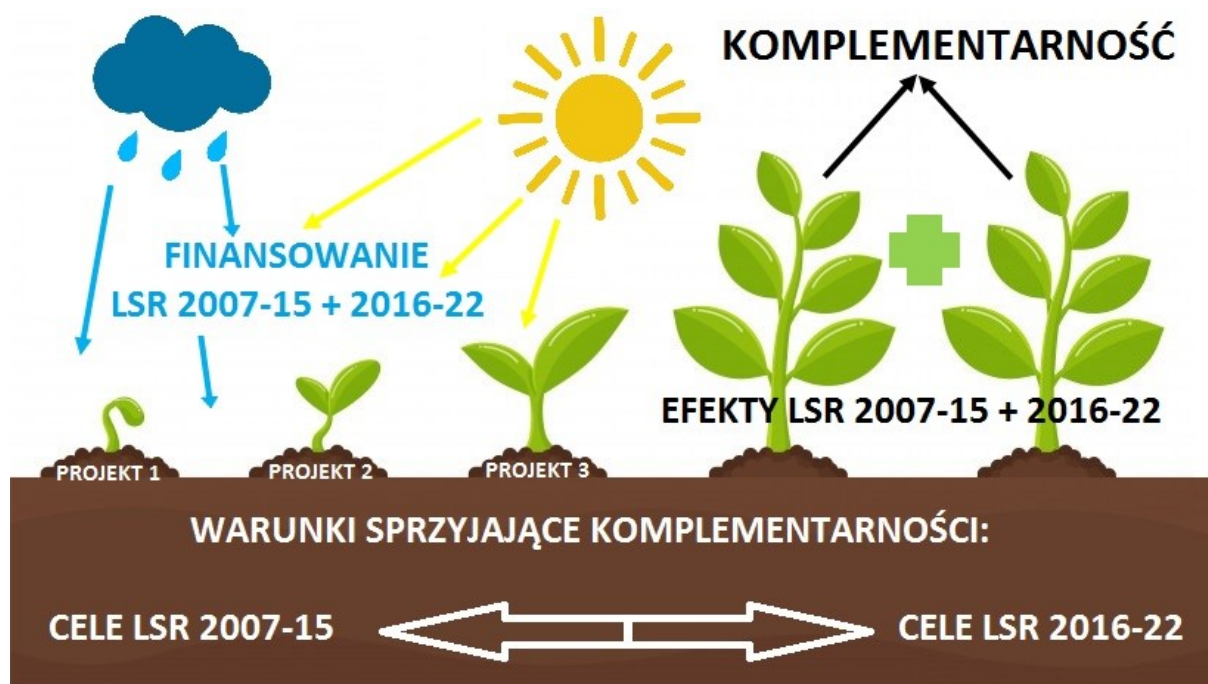 KOMPLEMENTARNOŚĆ
FINANSOWANIE
LSR 2007-15 + 2016-22
EFEKTY LSR 2007-15 + 2016-22
PROJEKT 1
PROJEKT 2
PROJEKT 3
WARUNKI SPRZYJAJĄCE KOMPLEMENTARNOŚCI:
CELE LSR 2007-15
CELE LSR 2016-22